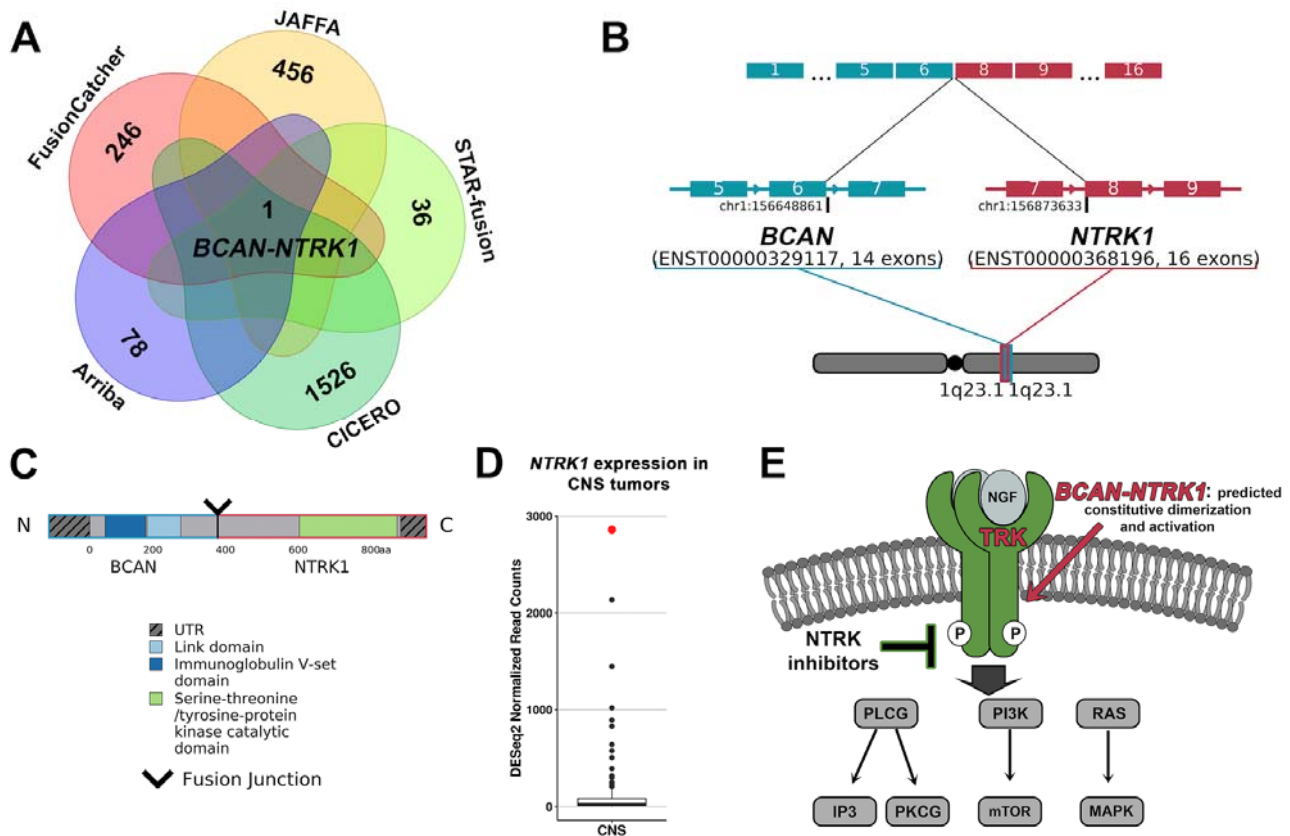 A
JAFFA
456
FusionCatcher
246
STAR-fusion
36
1
BCAN-NTRK1
Arriba
78
CICERO
1526
B
1 ... 5 6 8 9 ... 16
5 6 7
7 8 9
chr1:156648861
chr1:156873633
BCAN
(ENST00000329117, 14 exons)
NTRK1
(ENST00000368196, 16 exons)
1q23.1 1q23.1
C
N
C
0 200 400 600 800aa
BCAN NTRK1
UTR
Link domain
Immunoglobulin V-set
domain
Serine-threonine
/tyrosine-protein
kinase catalytic
domain
Fusion Junction
D
NTRK1 expression in
CNS tumors
DESeq2 Normalized Read Counts
3000
2000
1000
0
CNS
E
NGF
TRK
BCAN-NTRK1: predicted
constitutive dimerization
and activation
P P
NTRK
inhibitors
PLCG PI3K RAS
IP3 PKCG mTOR MAPK